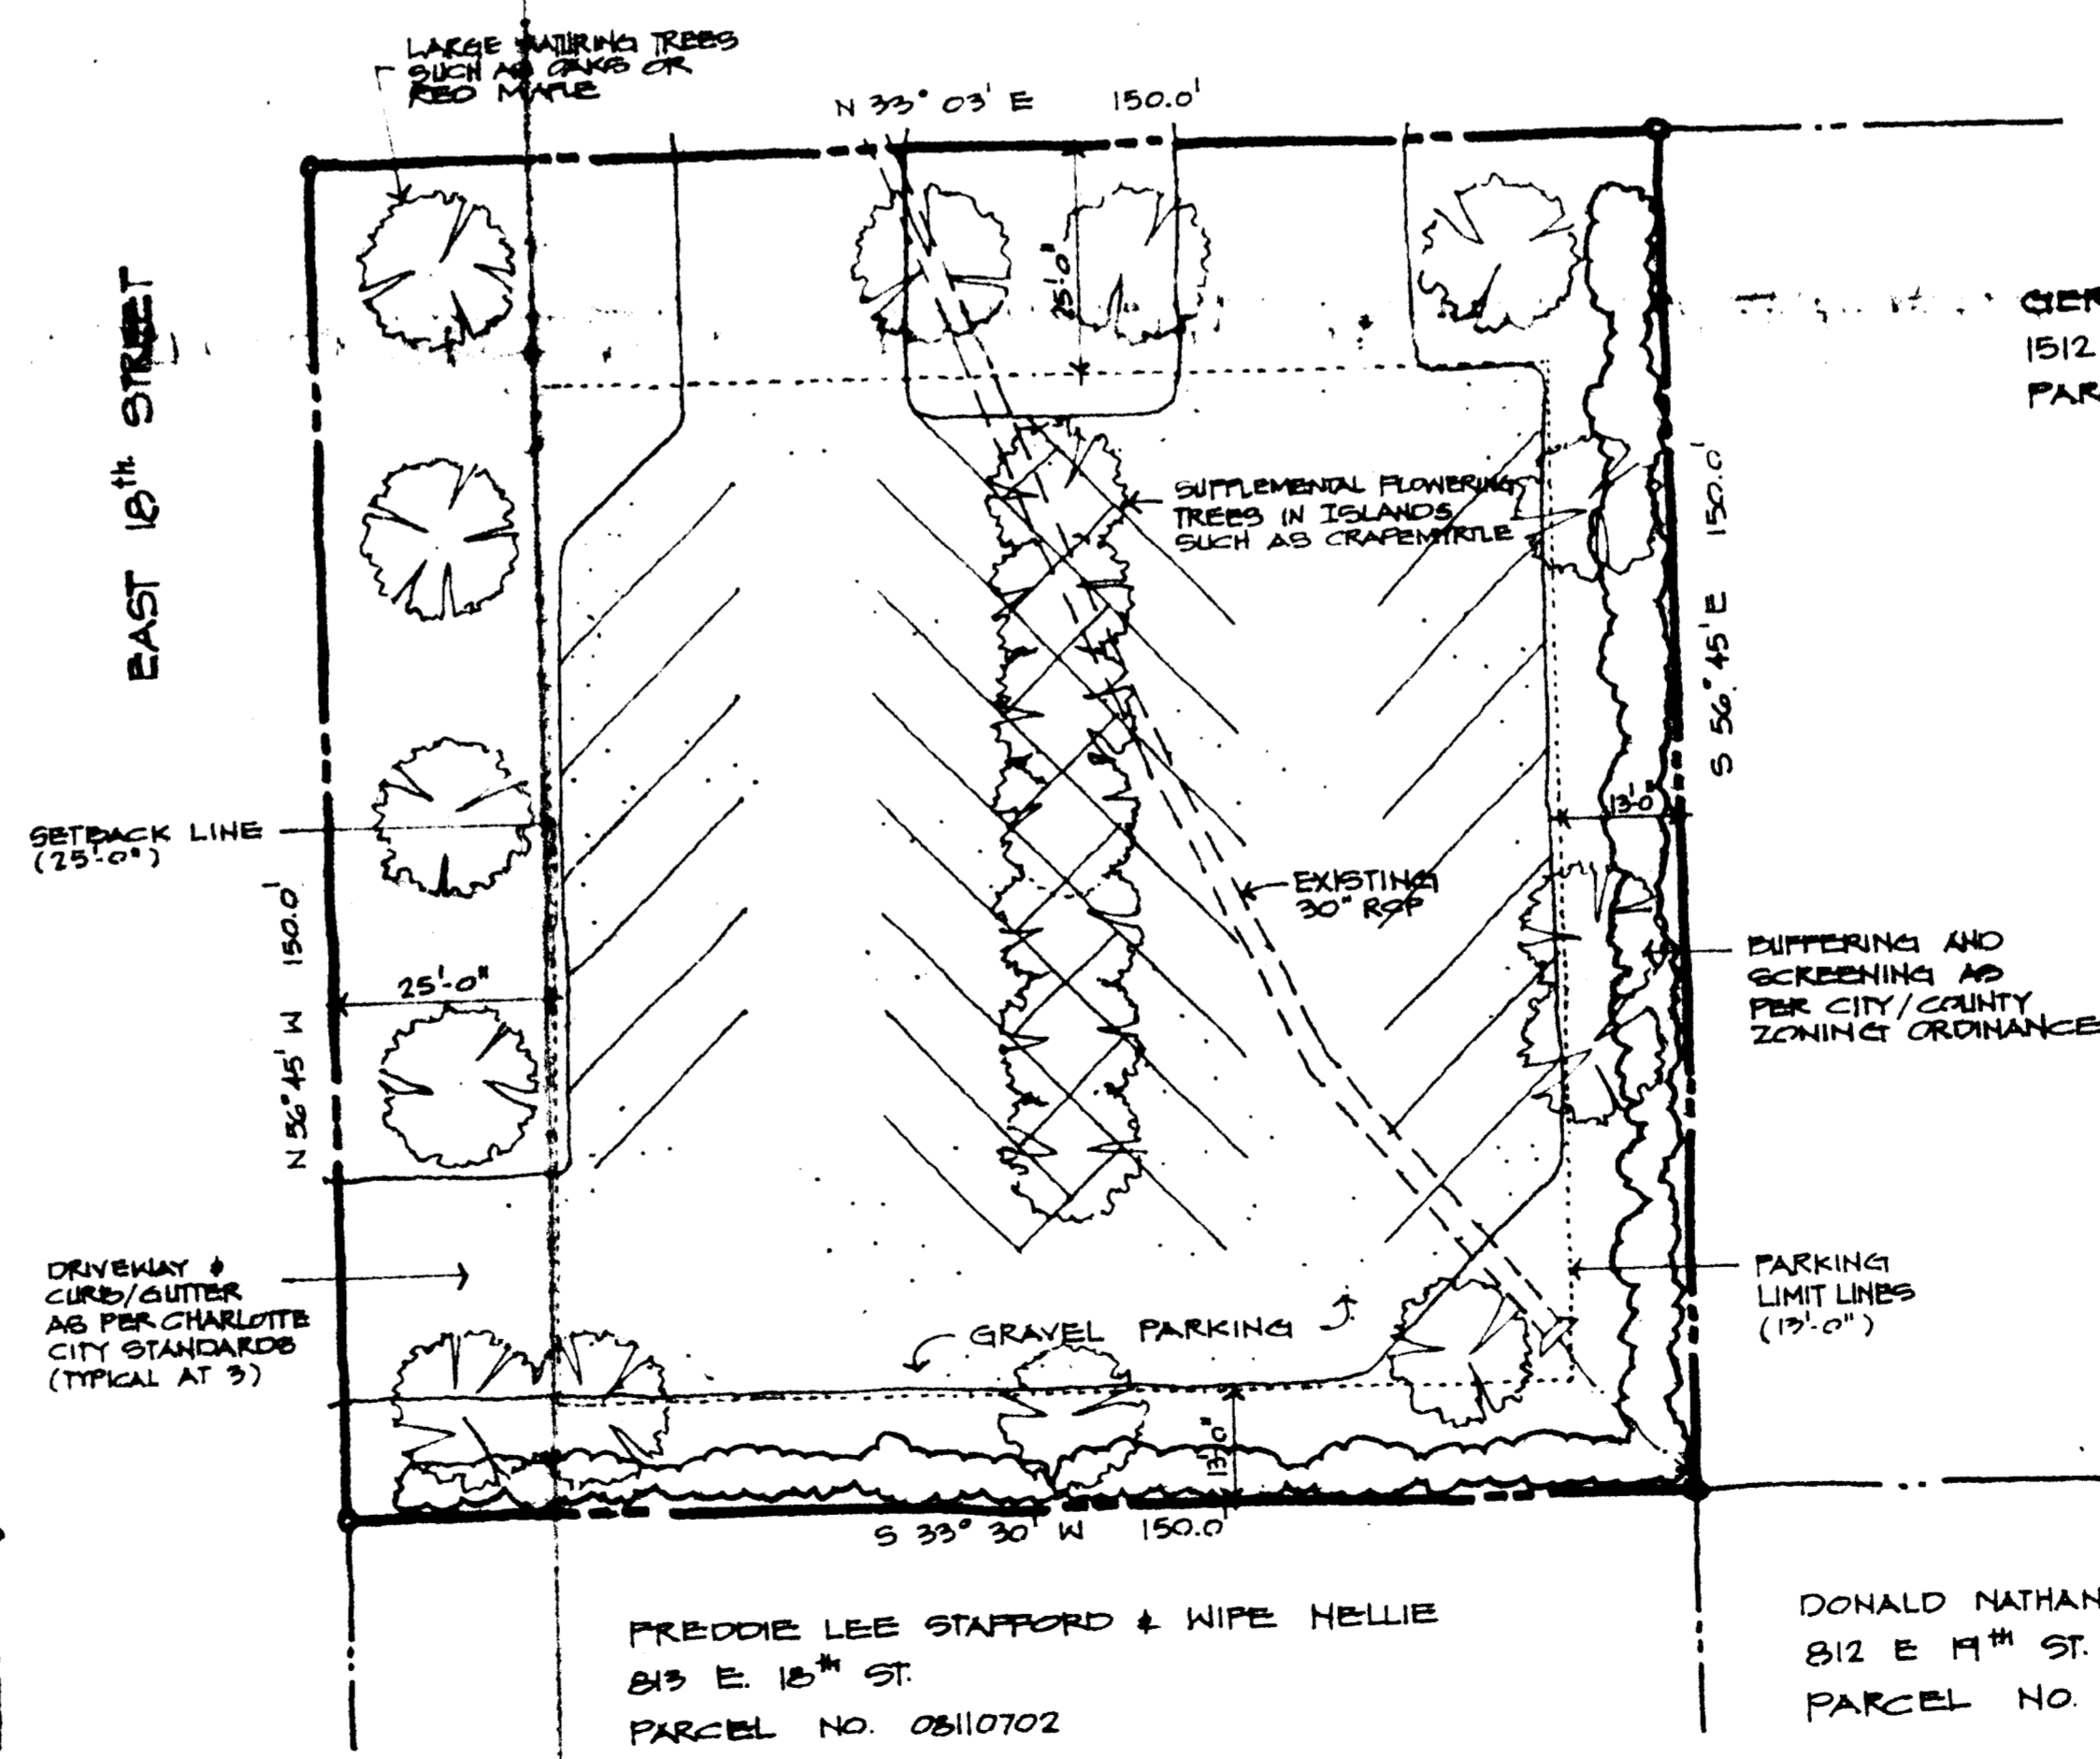 LARGE MATURING TREES
SUCH AS OAKS OR
RED MAPLE
N 33° 03' E 150.0'
EAST 18th STREET
25'-0"
1512
SUPPLEMENTAL FLOWERING
TREES IN ISLANDS
SUCH AS CRAPEMYRTLE
S 56° 45' E 150.0'
13'-0"
SETBACK LINE
(25'-0")
EXISTING
30" RCP
N 56° 45' W 150.0'
25'-0"
BUFFERING AND
SCREENING AS
PER CITY/COUNTY
ZONING ORDINANCE
DRIVEWAY &
CURB/GUTTER
AS PER CHARLOTTE
CITY STANDARDS
(TYPICAL AT 3)
PARKING
LIMIT LINES
(13'-0")
GRAVEL PARKING
13'-0"
S 33° 30' W 150.0'
FREDDIE LEE STAFFORD & WIFE NELLIE
813 E. 18th ST.
PARCEL NO. 08110702
DONALD NATHAN
812 E 19th ST.
PARCEL NO.